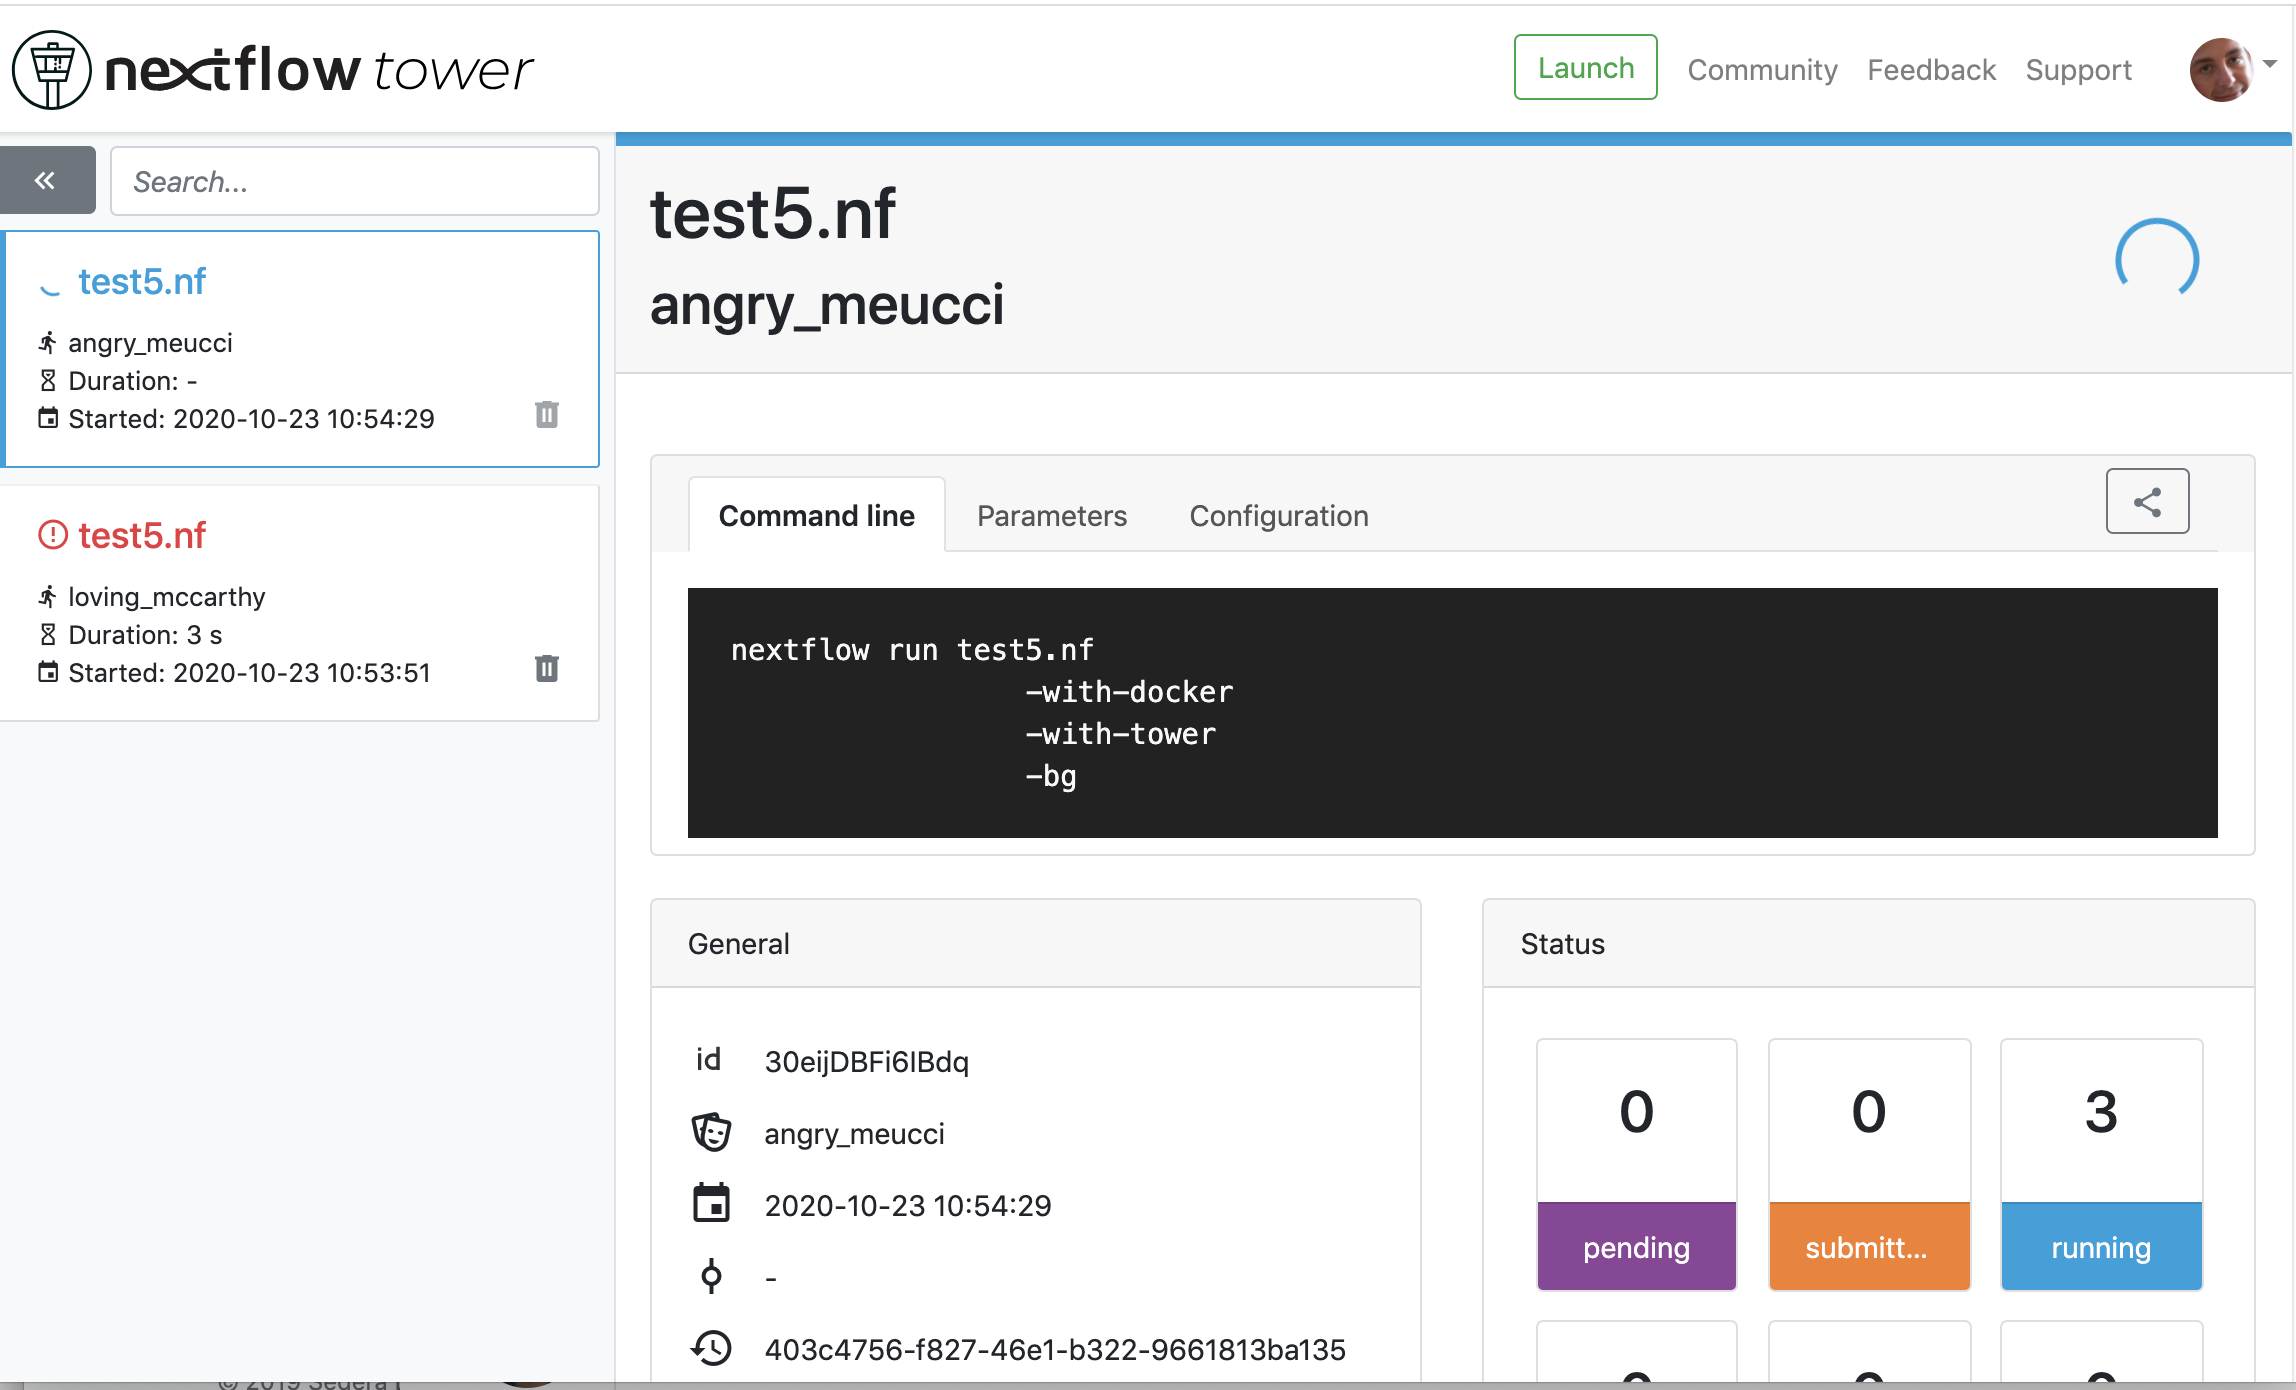 nextflow tower
Launch Community Feedback Support
Search...
test5.nf
angry_meucci
Duration: -
Started: 2020-10-23 10:54:29
test5.nf
loving_mccarthy
Duration: 3 s
Started: 2020-10-23 10:53:51
test5.nf
angry_meucci
Command line Parameters Configuration
nextflow run test5.nf
-with-docker
-with-tower
-bg
General
id 30eijDBFi6IBdq
angry_meucci
2020-10-23 10:54:29
-
403c4756-f827-46e1-b322-9661813ba135
Status
0 0 3
pending submitt... running
© 2019 Seqera